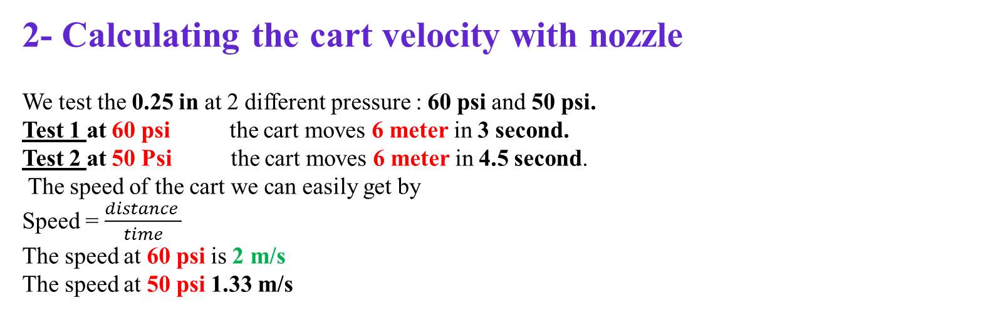 2- Calculating the cart velocity with nozzle
We test the 0.25 in at 2 different pressure : 60 psi and 50 psi.
Test 1 at 60 psi the cart moves 6 meter in 3 second.
Test 2 at 50 Psi the cart moves 6 meter in 4.5 second.
The speed of the cart we can easily get by
Speed = distance / time
The speed at 60 psi is 2 m/s
The speed at 50 psi 1.33 m/s